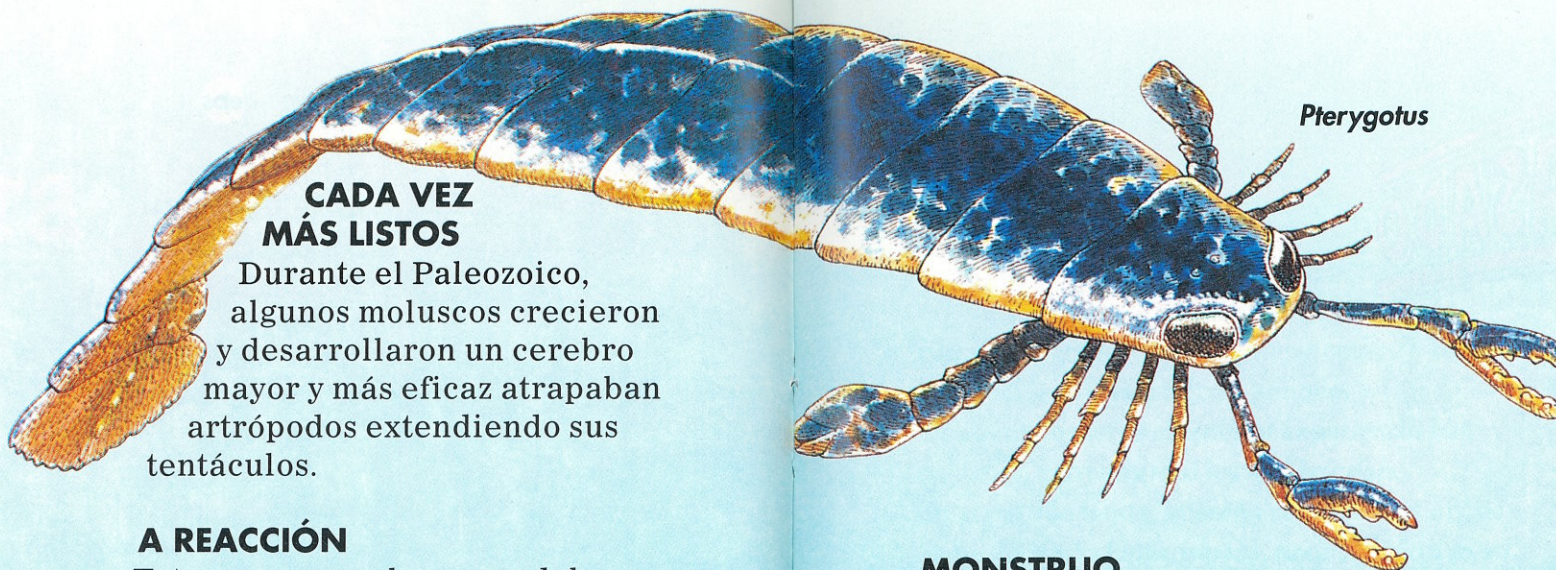 Pterygotus
CADA VEZ
MÁS LISTOS
Durante el Paleozoico,
algunos moluscos crecieron
y desarrollaron un cerebro
mayor y más eficaz atrapaban
artrópodos extendiendo sus
tentáculos.
A REACCIÓN
MONSTRUO